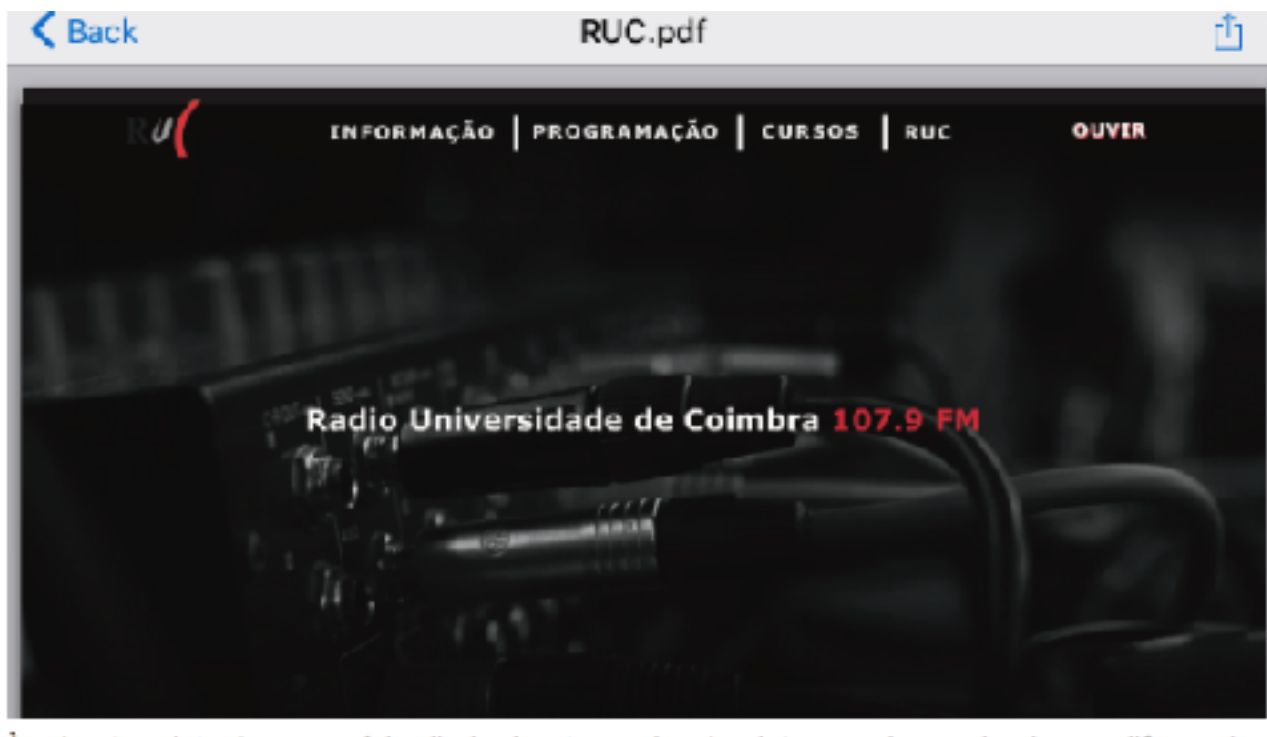 Back
RUC.pdf
RUC
INFORMAÇÃO | PROGRAMAÇÃO | CURSOS | RUC
OUVIR
Radio Universidade de Coimbra 107.9 FM